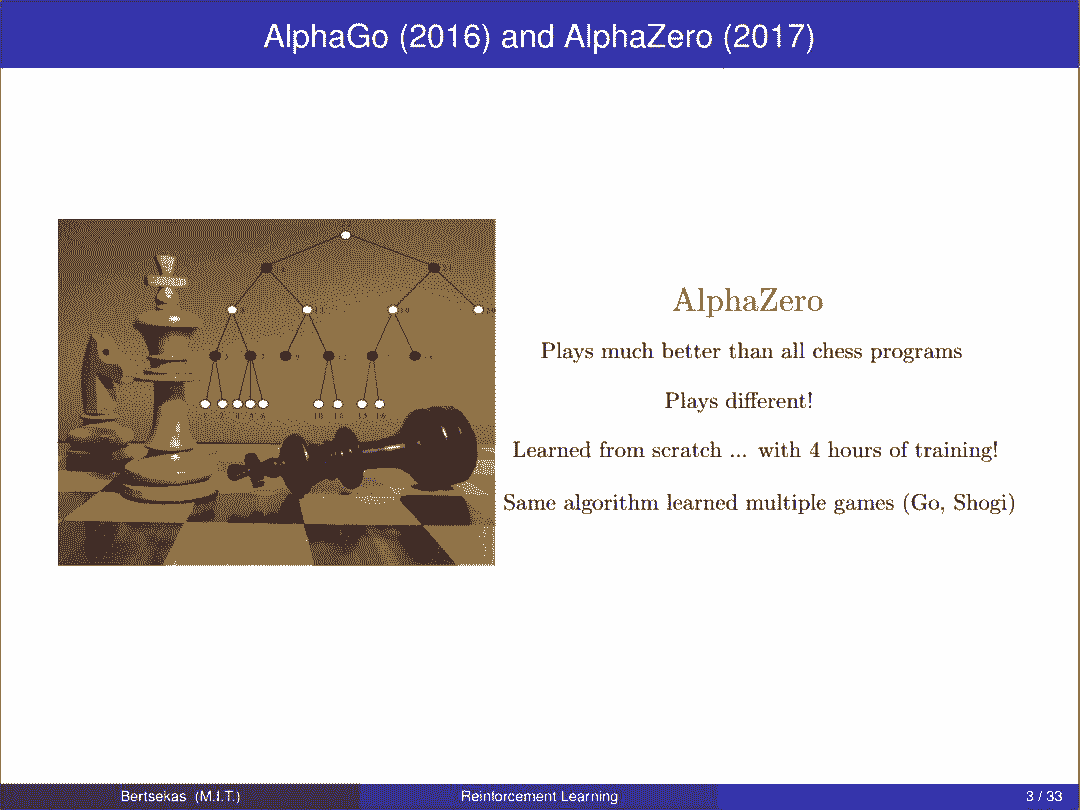 AlphaGo (2016) and AlphaZero (2017)
AlphaZero
Plays much better than all chess programs
Plays different!
Learned from scratch ... with 4 hours of training!
Same algorithm learned multiple games (Go, Shogi)
Bertsekas (M.I.T.)
Reinforcement Learning
3 / 33